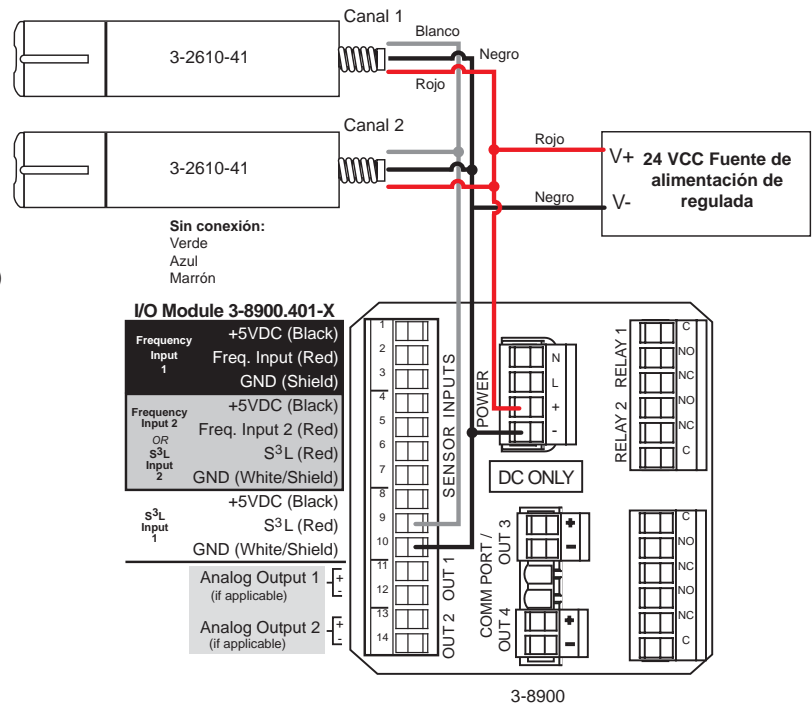 Canal 1
Blanco
Negro
3-2610-41
Rojo
Canal 2
3-2610-41
Rojo
V+ 24 VCC Fuente de
alimentación de
regulada
Negro
V-
Sin conexión:
Verde
Azul
Marrón
)
I/O Module 3-8900.401-X
Frequency
Input
1
+5VDC (Black)
Freq. Input (Red)
GND (Shield)
Frequency
Input 2
OR
S3L
Input
2
+5VDC (Black)
Freq. Input 2 (Red)
S3L (Red)
GND (White/Shield)
S3L
Input
1
+5VDC (Black)
S3L (Red)
GND (White/Shield)
Analog Output 1
(if applicable)
+
-
Analog Output 2
(if applicable)
+
-
1
2
3
4
5
6
7
8
9
10
11
12
13
14
SENSOR INPUTS
OUT 1
OUT 2
POWER
N
L
+
-
DC ONLY
COMM PORT /
OUT 3
+
-
OUT 4
+
-
RELAY 1
RELAY 2
C
NO
NC
NO
NC
C
C
NO
NC
NO
NC
C
3-8900